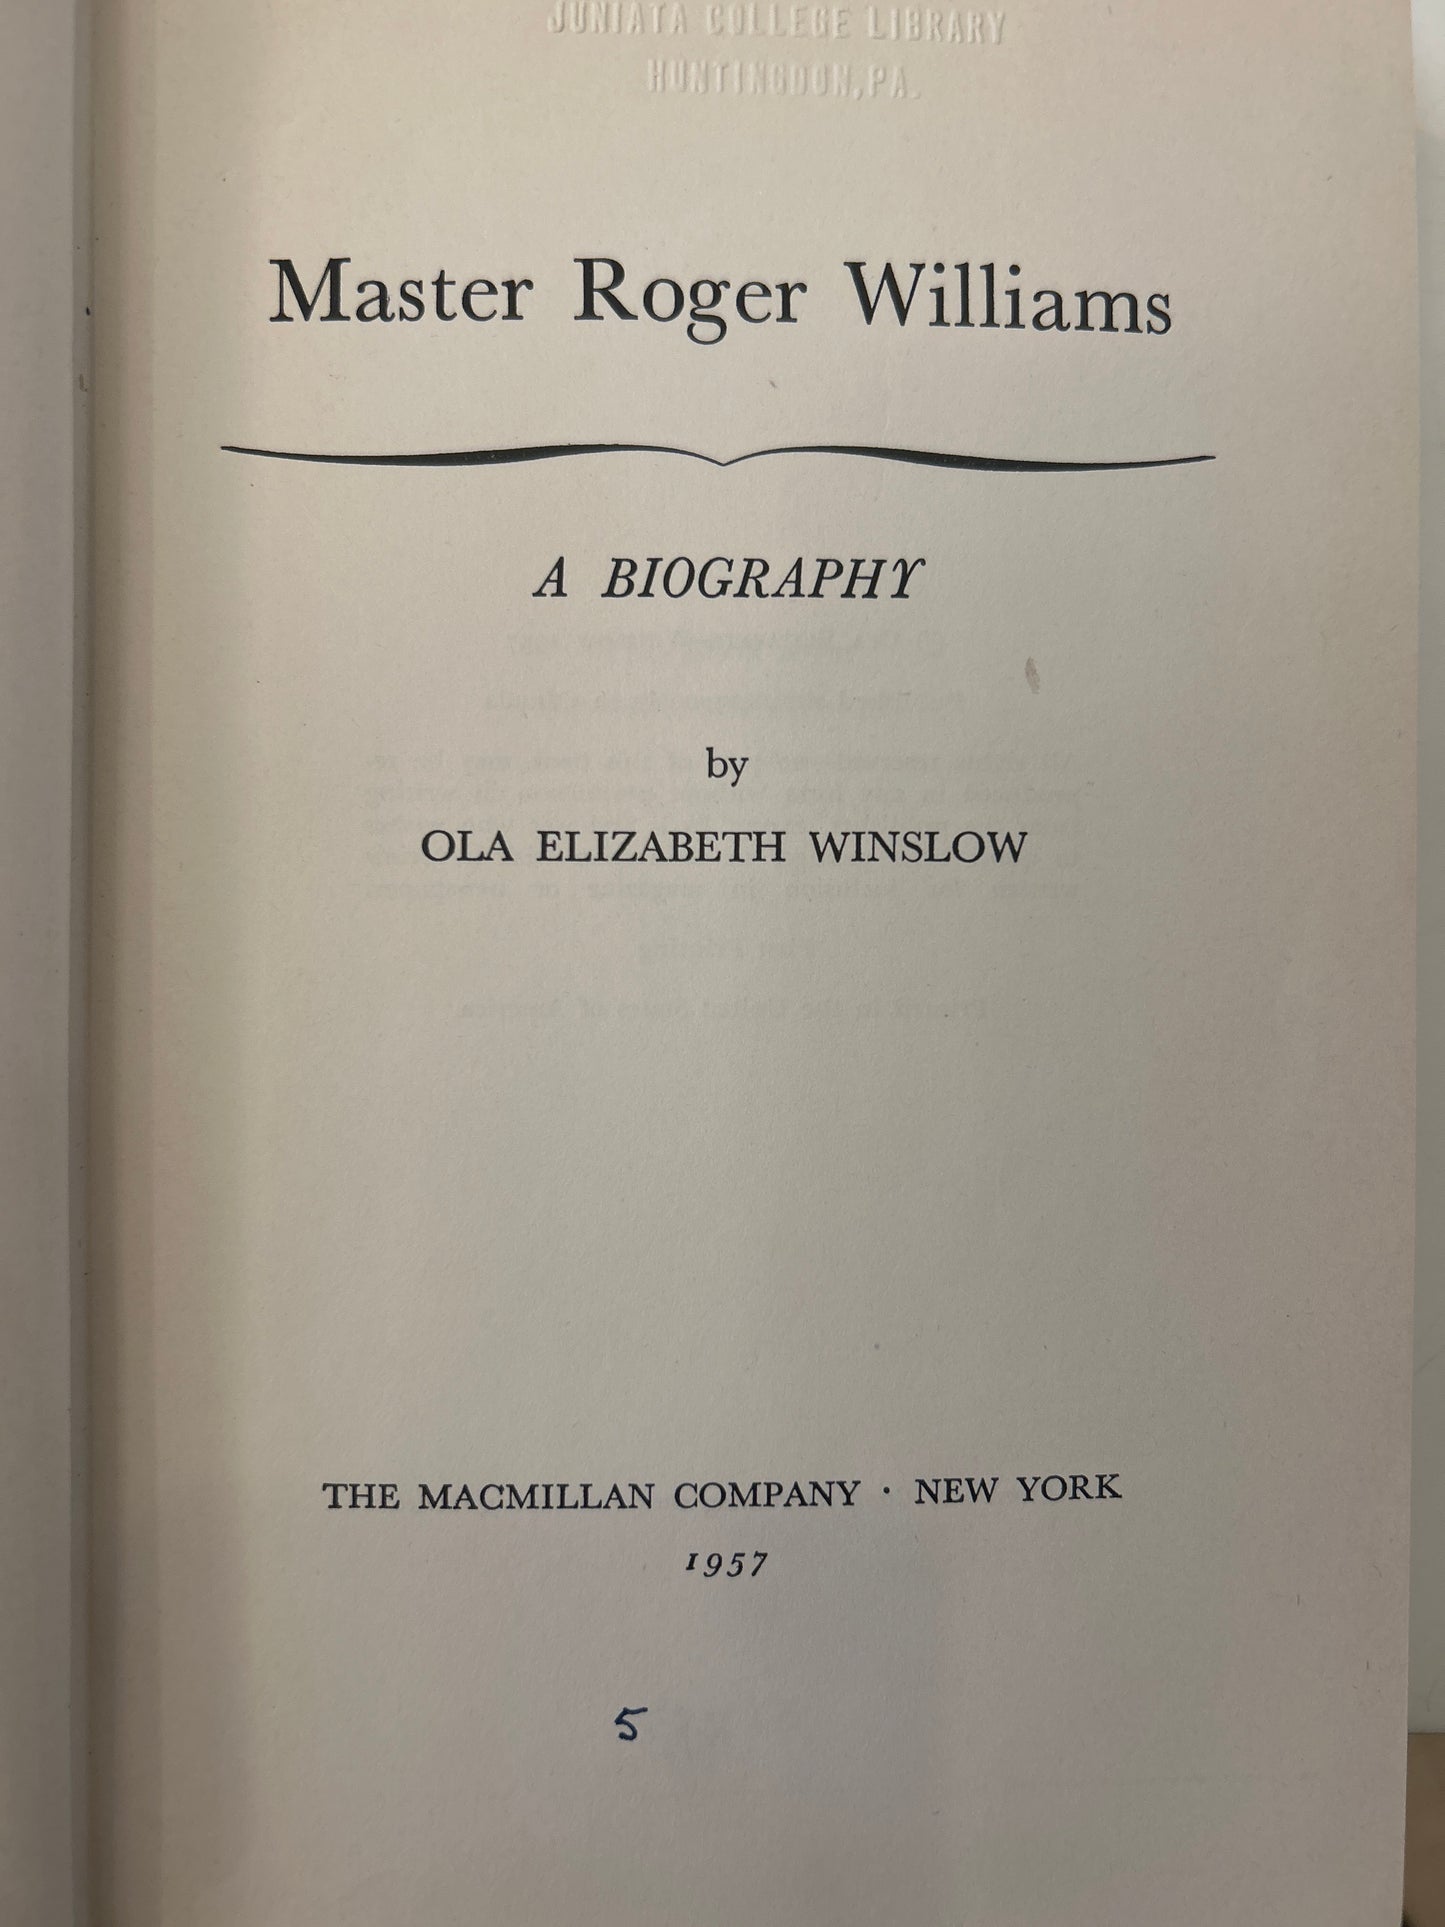 JUNIATA COLLEGE LIBRARY
HUNTINGDON, PA.
Master Roger Williams
A BIOGRAPHY
by
OLA ELIZABETH WINSLOW
THE MACMILLAN COMPANY · NEW YORK
1957
5